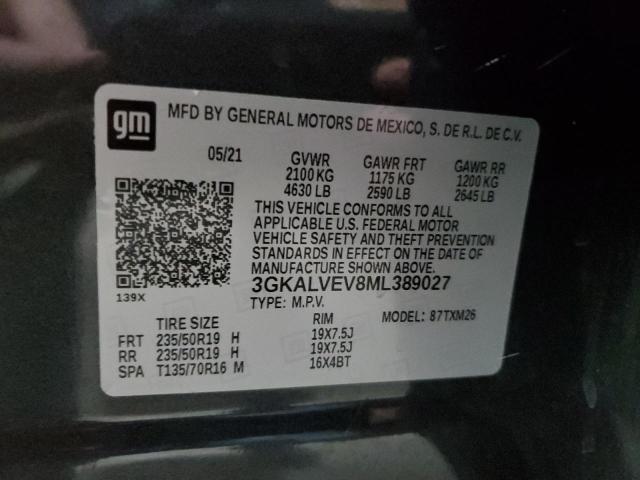 gm
MFD BY GENERAL MOTORS DE MEXICO, S. DE R.L. DE C.V.
05/21 GVWR GAWR FRT GAWR RR
2100 KG 1175 KG 1200 KG
4630 LB 2590 LB 2645 LB
THIS VEHICLE CONFORMS TO ALL
APPLICABLE U.S. FEDERAL MOTOR
VEHICLE SAFETY AND THEFT PREVENTION
STANDARDS IN EFFECT ON THE DATE OF
MANUFACTURE SHOWN ABOVE.
139X 3GKALVEV8ML389027
TYPE: M.P.V. MODEL: 87TXM26
TIRE SIZE RIM
FRT 235/50R19 H 19X7.5J
RR 235/50R19 H 19X7.5J
SPA T135/70R16 M 16X4BT